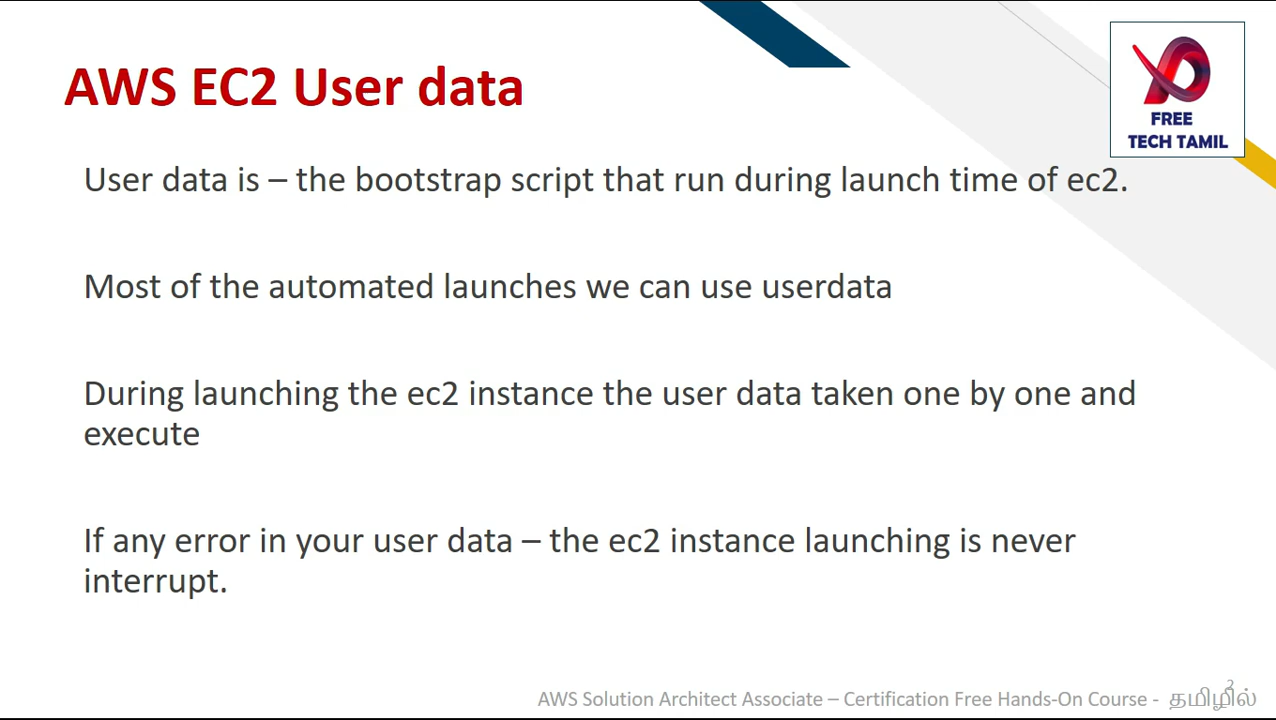 FREE
TECH TAMIL
AWS EC2 User data
User data is – the bootstrap script that run during launch time of ec2.
Most of the automated launches we can use userdata
During launching the ec2 instance the user data taken one by one and
execute
If any error in your user data – the ec2 instance launching is never
interrupt.
2
AWS Solution Architect Associate – Certification Free Hands-On Course - தமிழில்